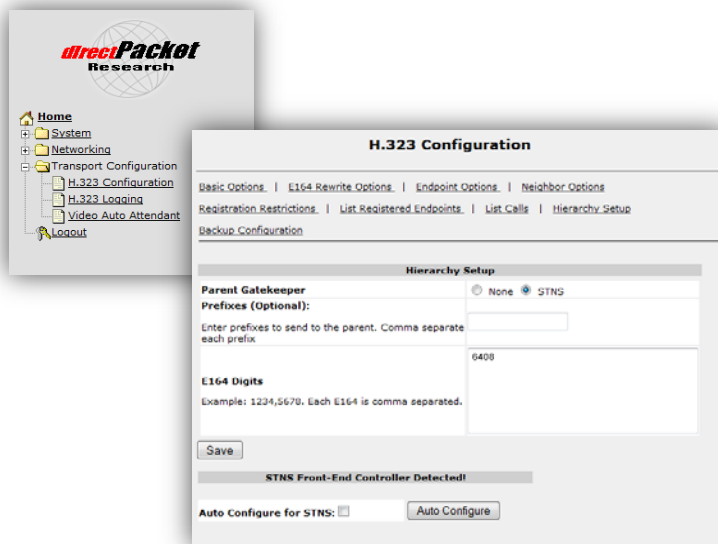 dIrectPacket
Research
Home
System
Networking
Transport Configuration
H.323 Configuration
H.323 Logging
Video Auto Attendant
Logout
H.323 Configuration
Basic Options | E164 Rewrite Options | Endpoint Options | Neighbor Options
Registration Restrictions | List Registered Endpoints | List Calls | Hierarchy Setup
Backup Configuration
Hierarchy Setup
Parent Gatekeeper None STNS
Prefixes (Optional):
Enter prefixes to send to the parent. Comma separate
each prefix
6408
E164 Digits
Example: 1234,5678. Each E164 is comma separated.
Save
STNS Front-End Controller Detected!
Auto Configure for STNS: Auto Configure